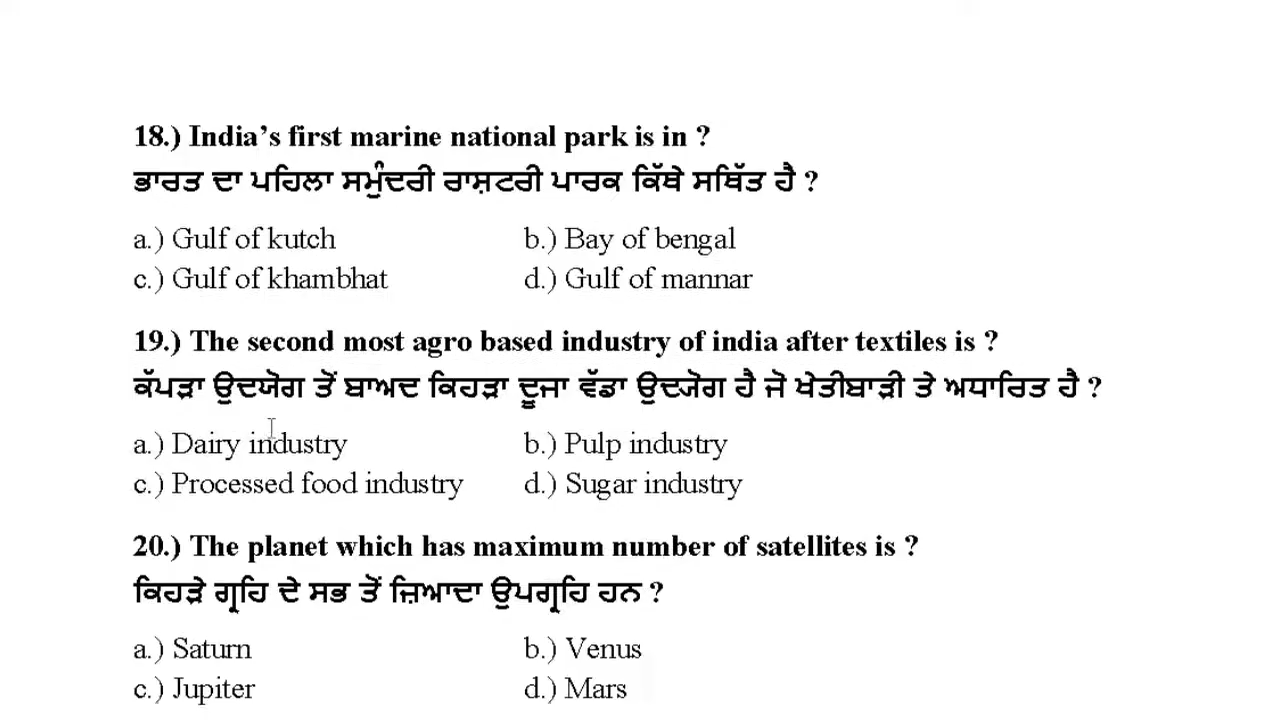 18.) India’s first marine national park is in ?
ਭਾਰਤ ਦਾ ਪਹਿਲਾ ਸਮੁੰਦਰੀ ਰਾਸ਼ਟਰੀ ਪਾਰਕ ਕਿੱਥੇ ਸਥਿੱਤ ਹੈ ?
a.) Gulf of kutch b.) Bay of bengal
c.) Gulf of khambhat d.) Gulf of mannar
19.) The second most agro based industry of india after textiles is ?
ਕੱਪੜਾ ਉਦਯੋਗ ਤੋਂ ਬਾਅਦ ਕਿਹੜਾ ਦੂਜਾ ਵੱਡਾ ਉਦਯੋਗ ਹੈ ਜੋ ਖੇਤੀਬਾੜੀ ਤੇ ਅਧਾਰਿਤ ਹੈ ?
a.) Dairy industry b.) Pulp industry
c.) Processed food industry d.) Sugar industry
20.) The planet which has maximum number of satellites is ?
ਕਿਹੜੇ ਗ੍ਰਹਿ ਦੇ ਸਭ ਤੋਂ ਜ਼ਿਆਦਾ ਉਪਗ੍ਰਹਿ ਹਨ ?
a.) Saturn b.) Venus
c.) Jupiter d.) Mars